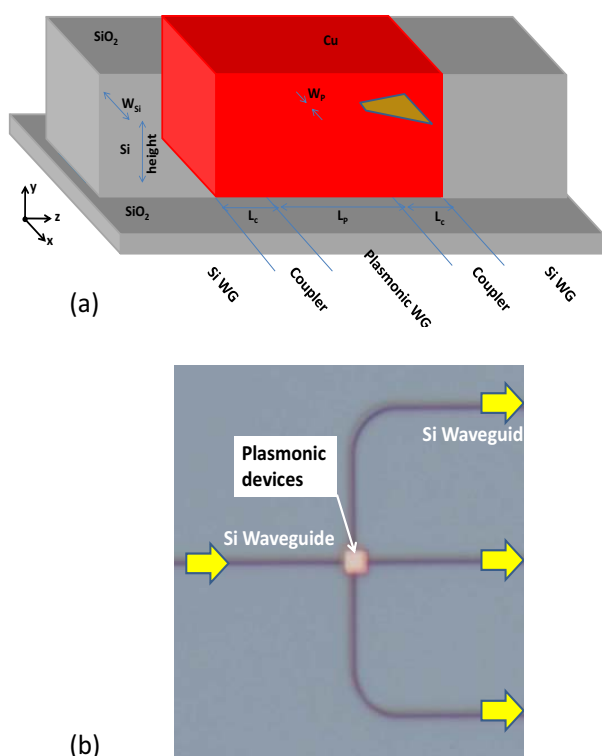 SiO2
Cu
WSi
WP
Si
height
y
z
x
SiO2
Lc
LP
Lc
Si WG
Coupler
Plasmonic WG
Coupler
Si WG
(a)
Si Waveguid
Plasmonic
devices
Si Waveguide
(b)